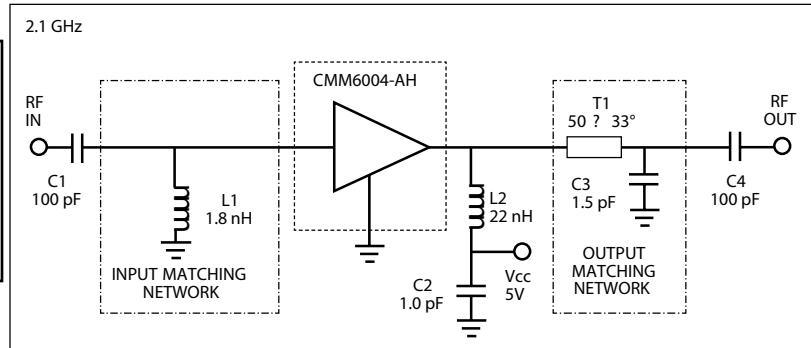 2.1 GHz
CMM6004-AH
RF
IN
C1
100 pF
L1
1.8 nH
INPUT MATCHING
NETWORK
L2
22 nH
C2
1.0 pF
Vcc
5V
T1
50 ? 33°
C3
1.5 pF
OUTPUT
MATCHING
NETWORK
C4
100 pF
RF
OUT